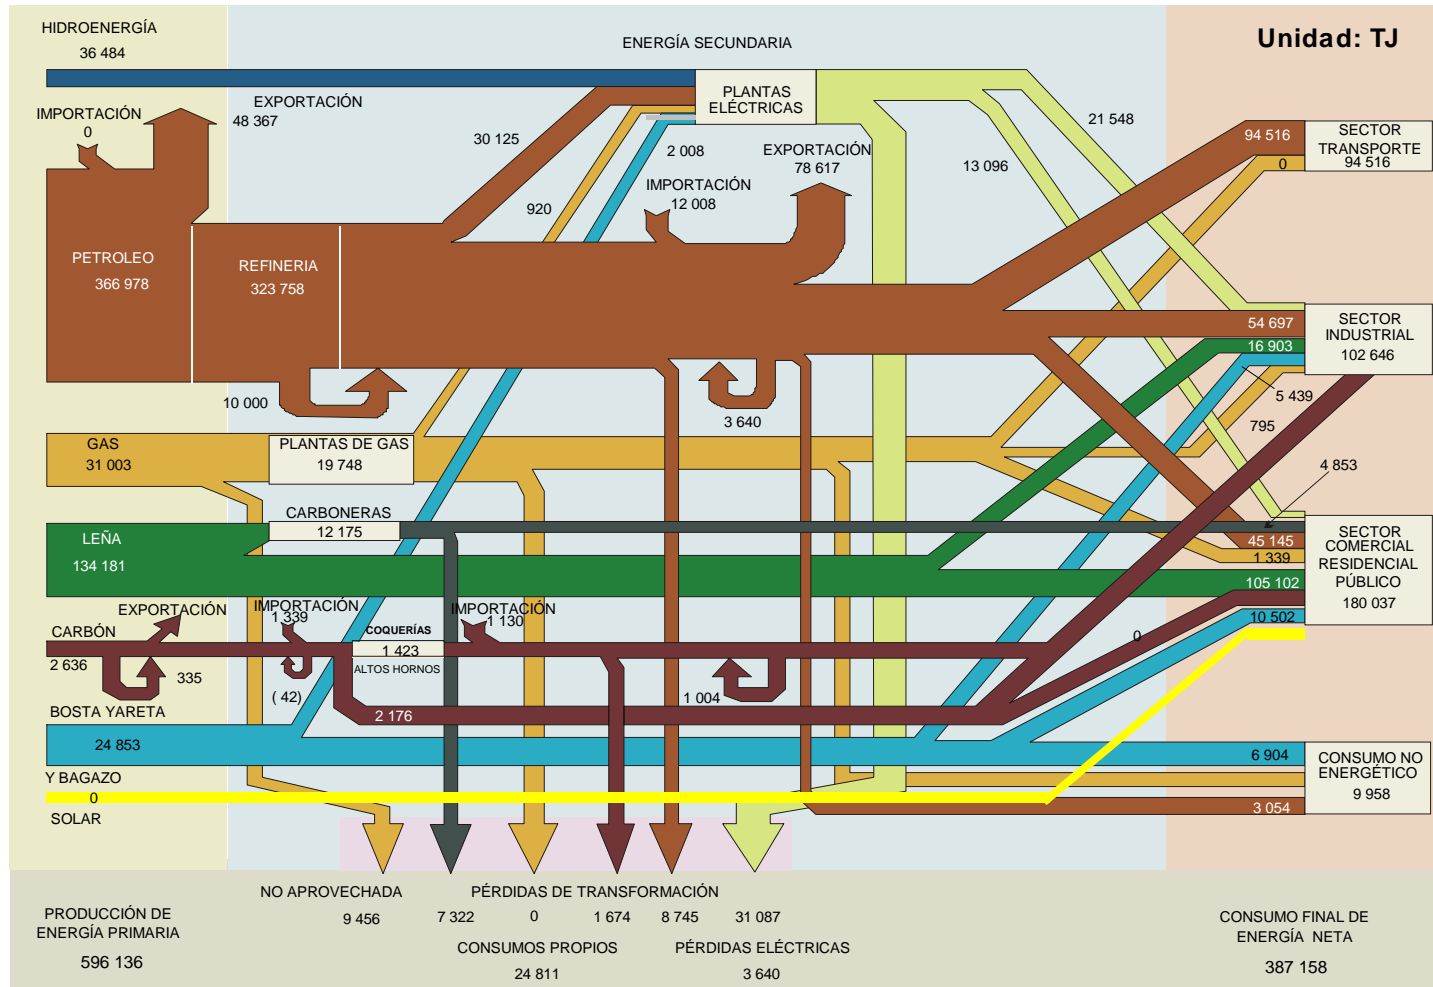 HIDROENERGÍA
36 484
ENERGÍA SECUNDARIA
Unidad: TJ
IMPORTACIÓN
0
EXPORTACIÓN
48 367
PLANTAS
ELÉCTRICAS
30 125
2 008
920
EXPORTACIÓN
78 617
IMPORTACIÓN
12 008
21 548
13 096
94 516
0
SECTOR
TRANSPORTE
94 516
PETROLEO
366 978
REFINERIA
323 758
54 697
16 903
SECTOR
INDUSTRIAL
102 646
10 000
3 640
5 439
795
4 853
GAS
31 003
PLANTAS DE GAS
19 748
CARBONERAS
12 175
LEÑA
134 181
45 145
1 339
105 102
10 502
SECTOR
COMERCIAL
RESIDENCIAL
PÚBLICO
180 037
EXPORTACIÓN
IMPORTACIÓN
1 339
IMPORTACIÓN
1 130
CARBÓN
2 636
335
( 42)
COQUERÍAS
1 423
ALTOS HORNOS
1 004
0
2 176
BOSTA YARETA
24 853
Y BAGAZO
0
SOLAR
6 904
3 054
CONSUMO NO
ENERGÉTICO
9 958
NO APROVECHADA
9 456
PÉRDIDAS DE TRANSFORMACIÓN
7 322
0
1 674
8 745
31 087
CONSUMOS PROPIOS
24 811
PÉRDIDAS ELÉCTRICAS
3 640
PRODUCCIÓN DE
ENERGÍA PRIMARIA
596 136
CONSUMO FINAL DE
ENERGÍA NETA
387 158